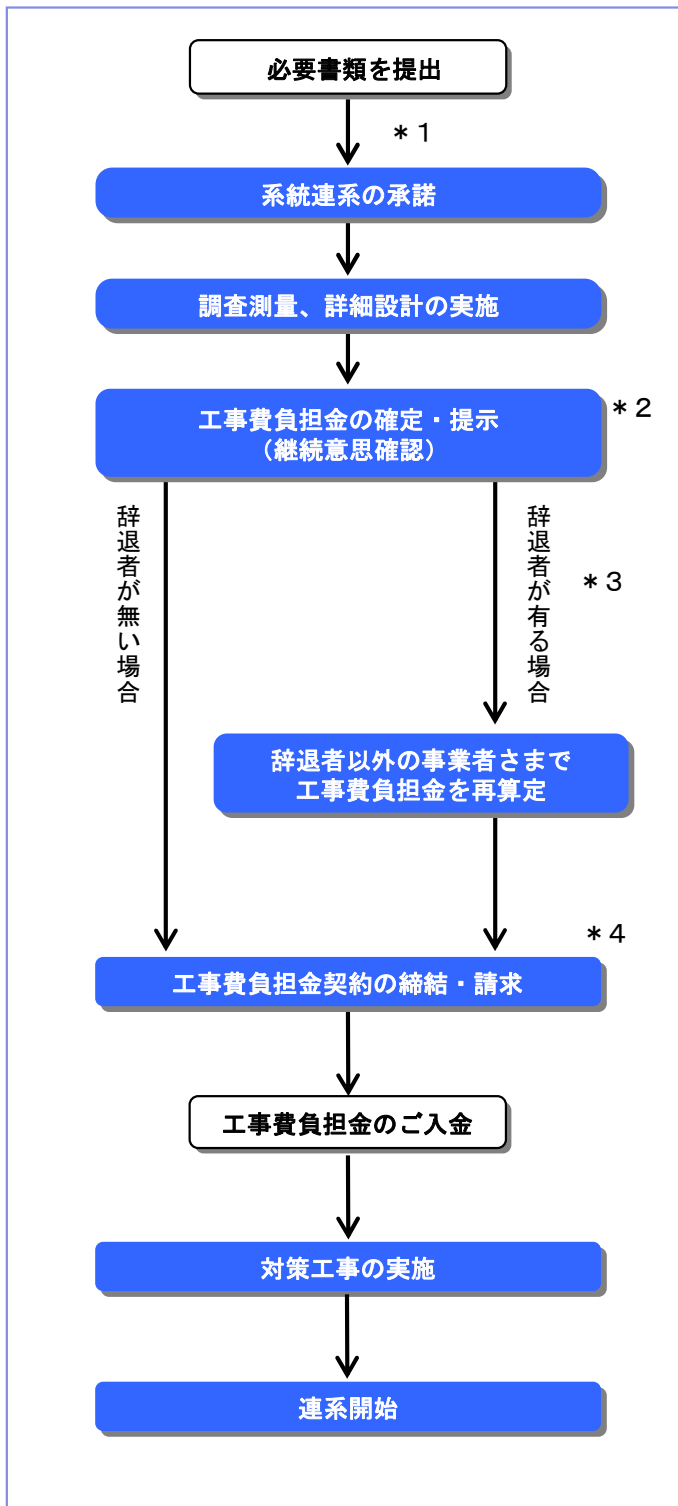 必要書類を提出
*1
系統連系の承諾
調査測量、詳細設計の実施
工事費負担金の確定・提示
(継続意思確認)
*2
辞退者が無い場合
辞退者が有る場合
*3
辞退者以外の事業者さまで
工事費負担金を再算定
*4
工事費負担金契約の締結・請求
工事費負担金のご入金
対策工事の実施
連系開始